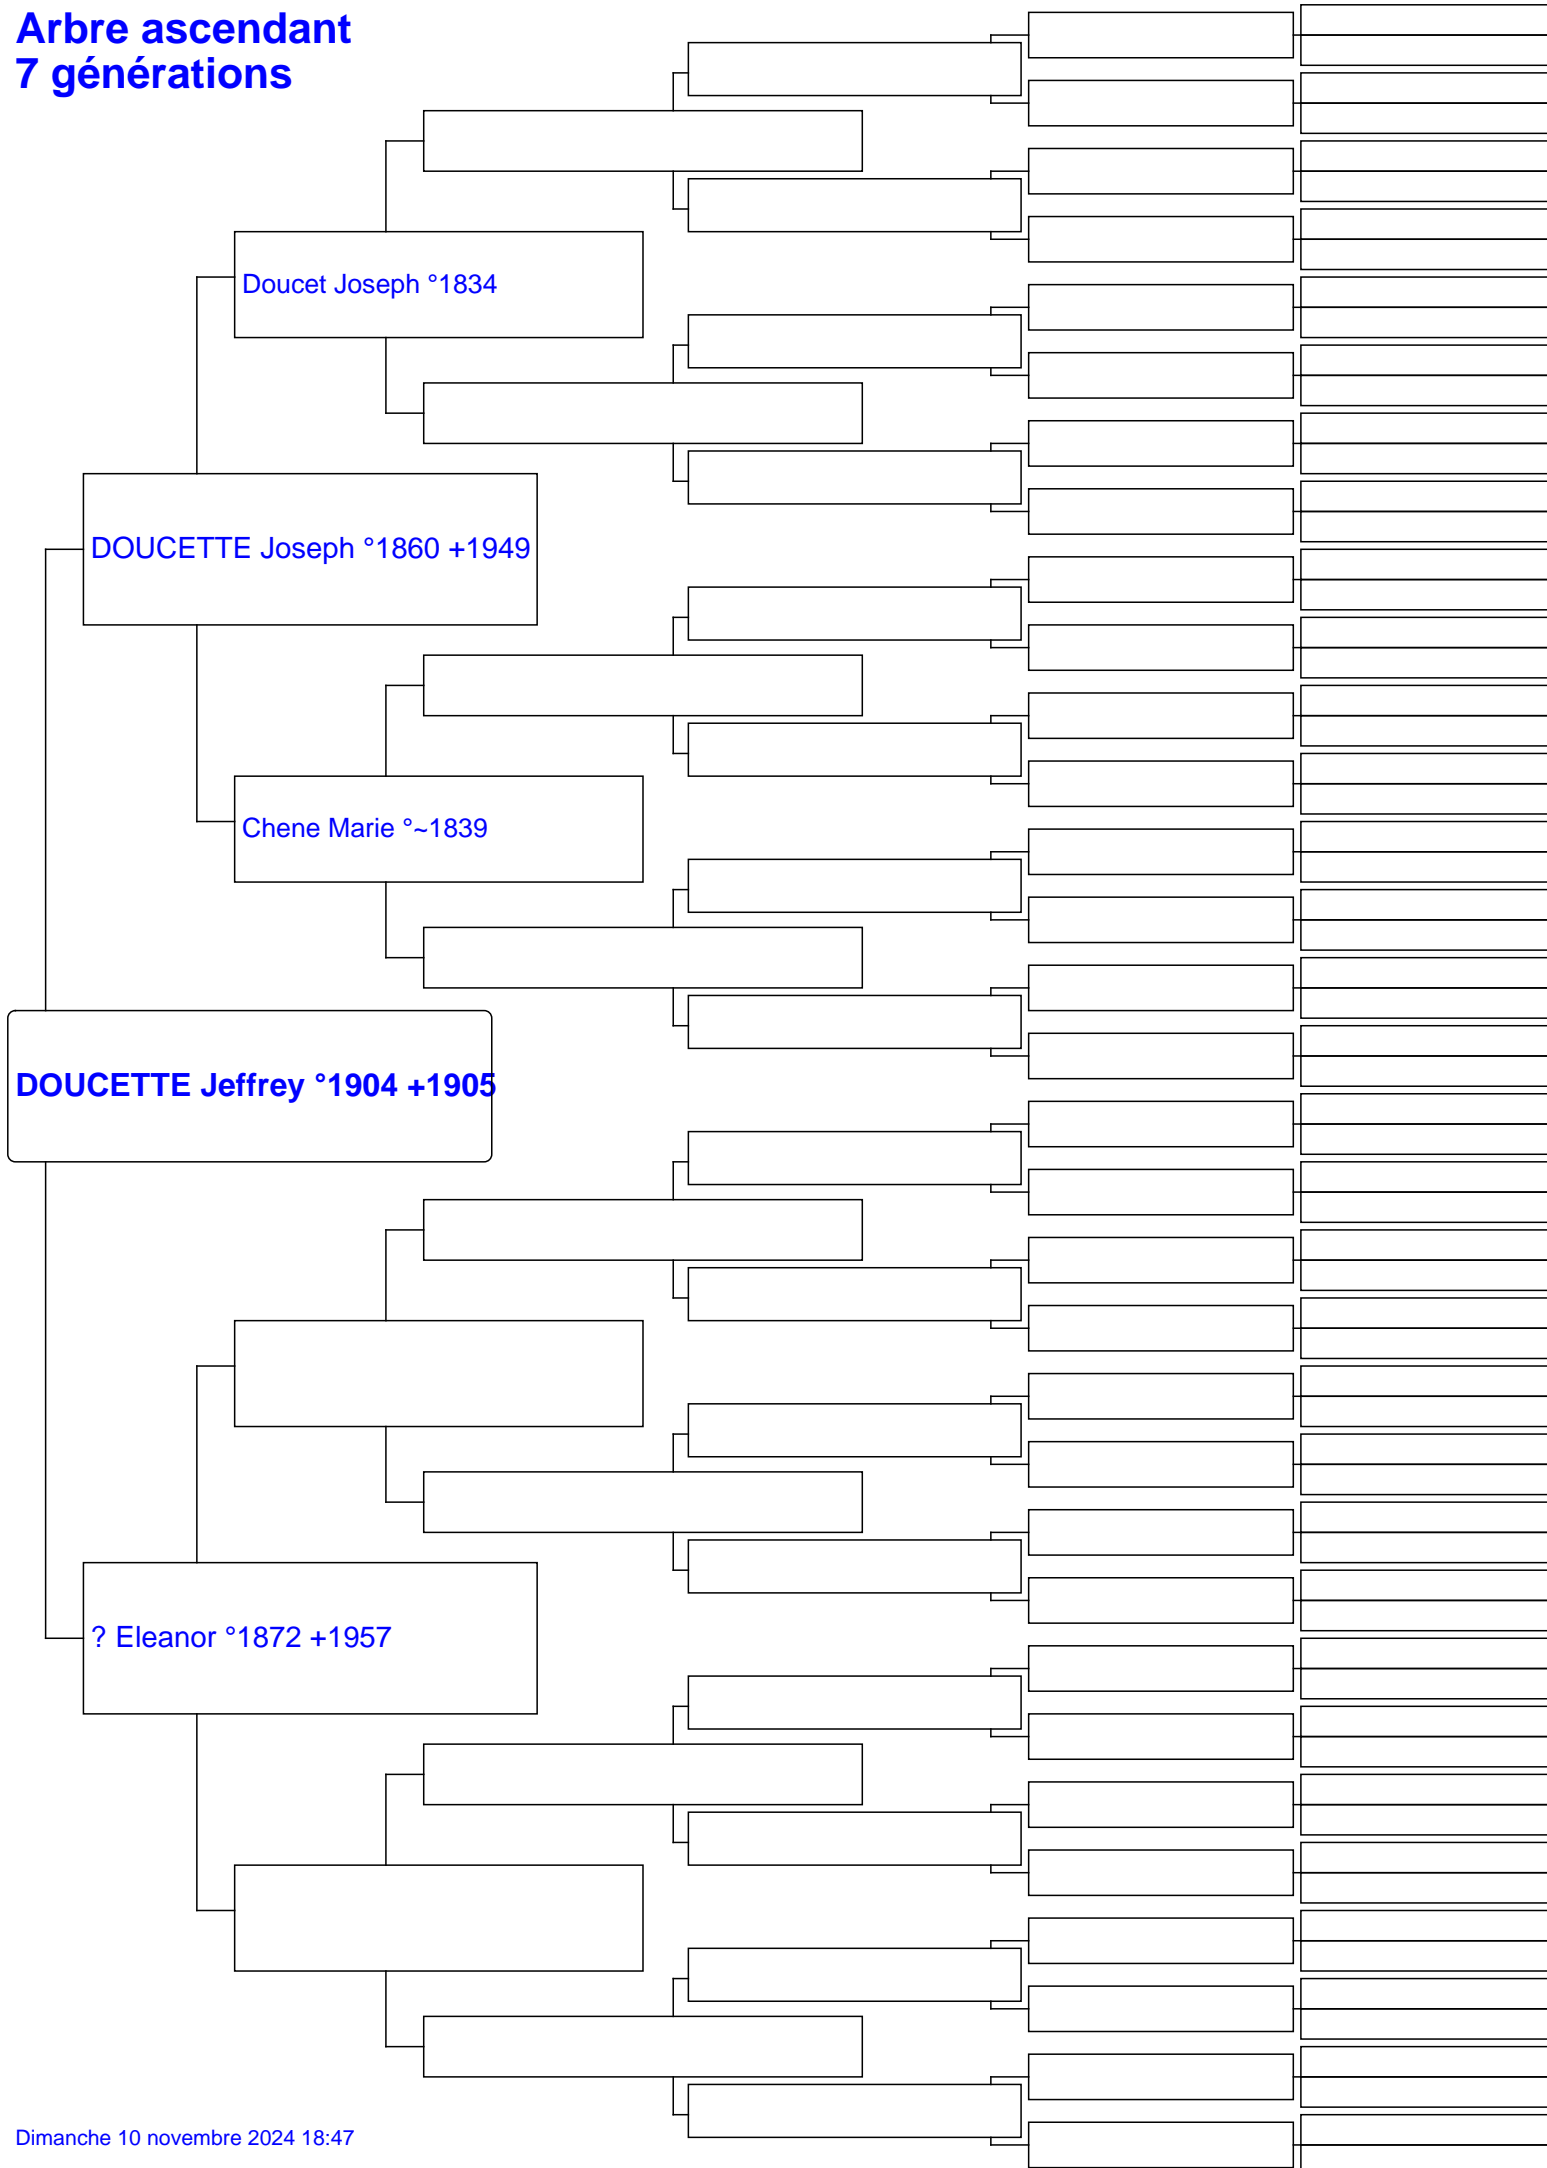 Arbre ascendant
7 générations
Doucet Joseph °1834
DOUCETTE Joseph °1860 +1949
Chene Marie °~1839
DOUCETTE Jeffrey °1904 +1905
? Eleanor °1872 +1957
Dimanche 10 novembre 2024 18:47